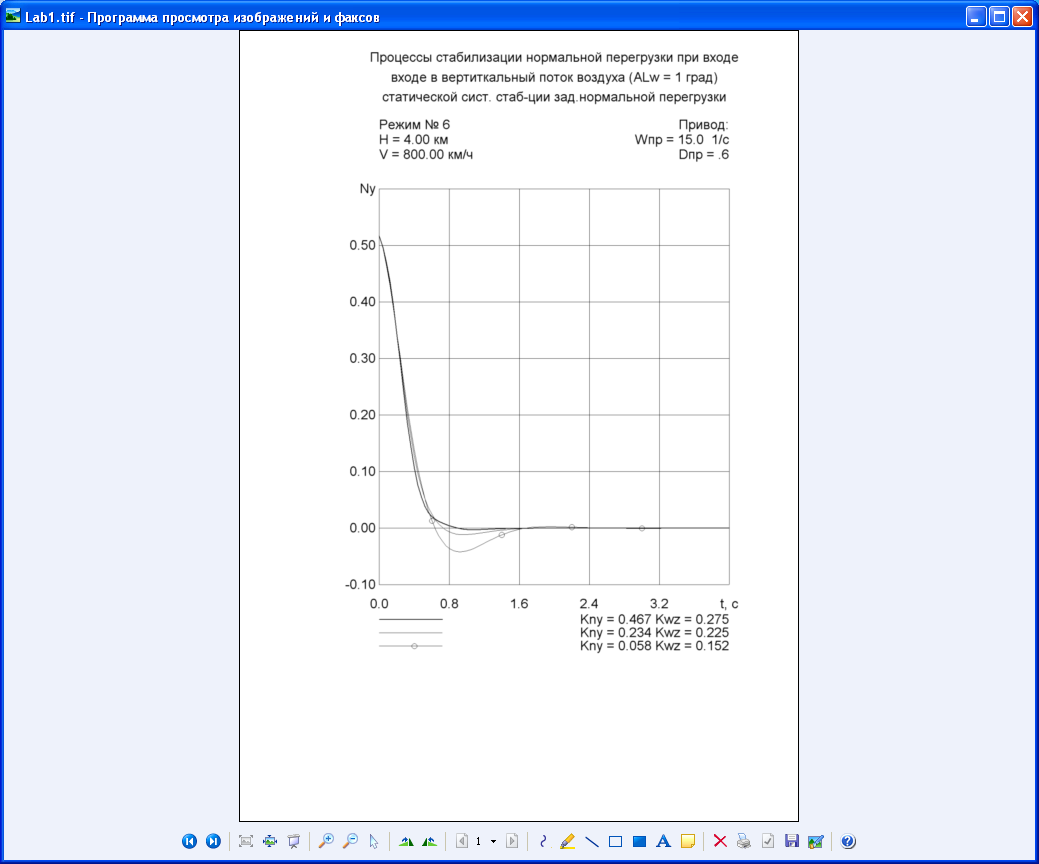 Lab1.tif - Программа просмотра изображений и факсов
Процессы стабилизации нормальной перегрузки при входе
входе в вертиткальный поток воздуха (ALw = 1 град)
статической сист. стаб-ции зад.нормальной перегрузки
Режим № 6 Привод:
H = 4.00 км Wпр = 15.0 1/с
V = 800.00 км/ч Dпр = .6
Ny
0.50
0.40
0.30
0.20
0.10
0.00
-0.10
0.0 0.8 1.6 2.4 3.2 t, c
Kny = 0.467 Kwz = 0.275
Kny = 0.234 Kwz = 0.225
Kny = 0.058 Kwz = 0.152
1